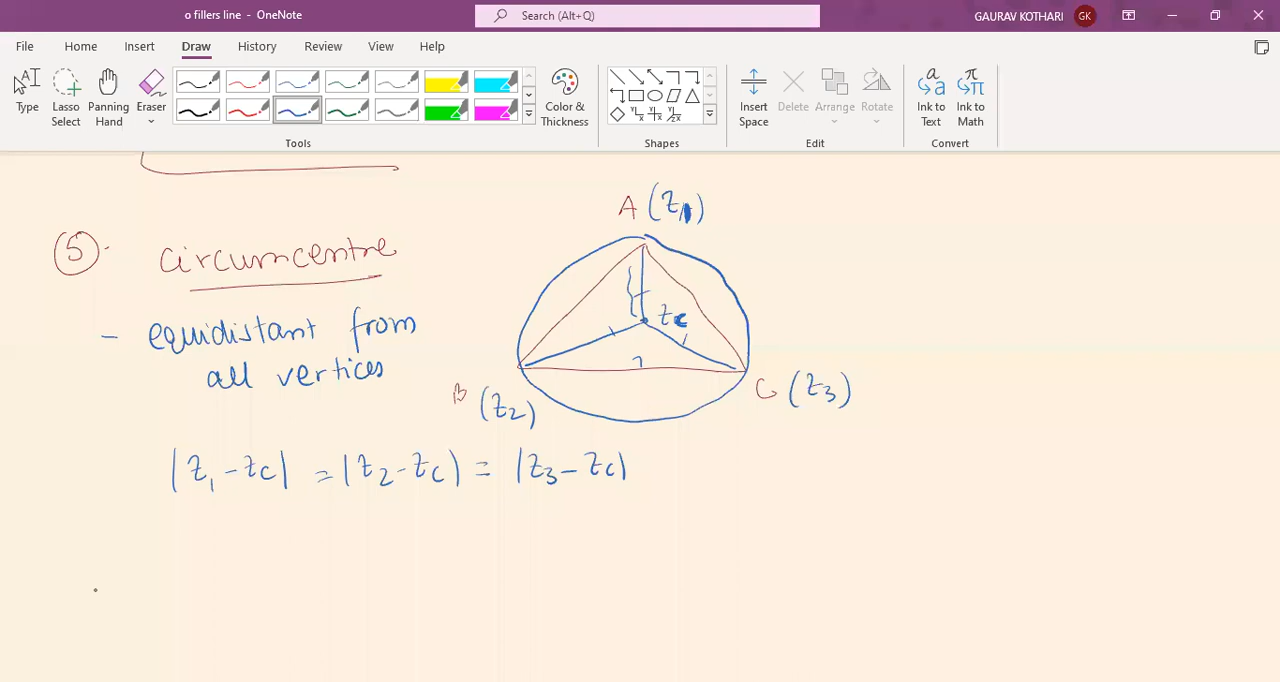 o fillers line - OneNote
Search (Alt+Q)
GAURAV KOTHARI GK
File Home Insert Draw History Review View Help
Type Lasso Select Panning Hand Eraser Color & Thickness Insert Space Delete Arrange Rotate Ink to Text Ink to Math
Tools Shapes Edit Convert
A (z1)
(5). circumcentre
zc
- equidistant from
all vertices
B (z2)
C (z3)
|z1 - zc| = |z2 - zc| = |z3 - zc|